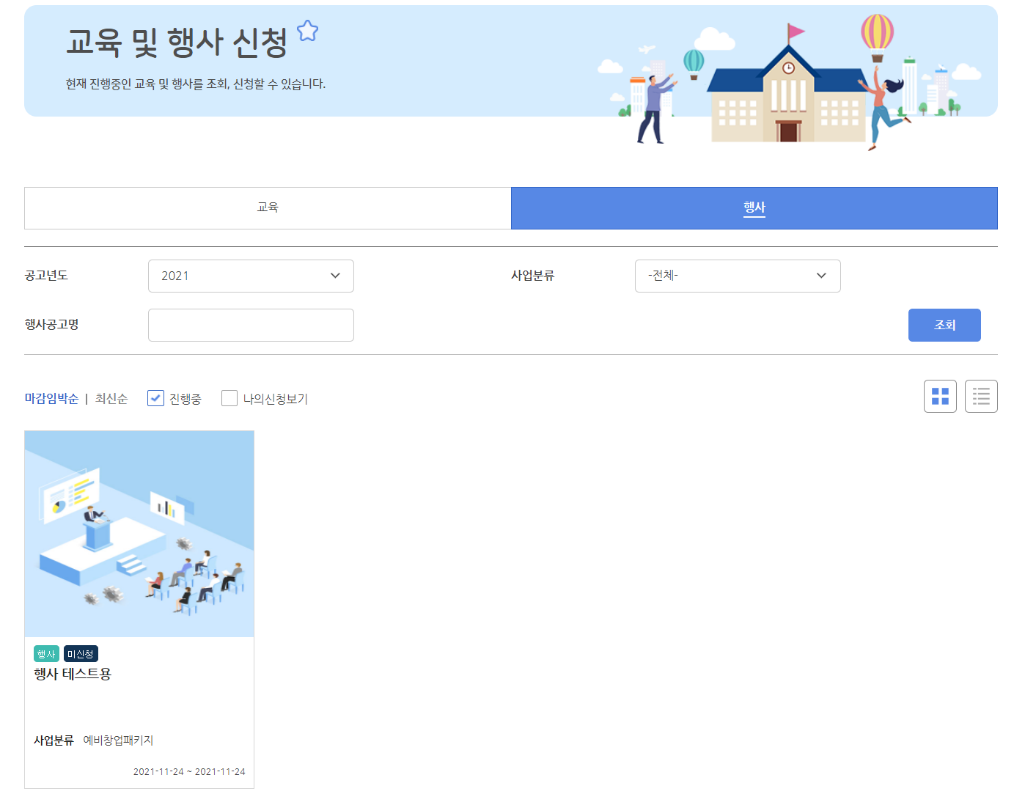 교육 및 행사 신청
현재 진행중인 교육 및 행사를 조회, 신청할 수 있습니다.
교육 행사
공고년도 2021 사업분류 -전체-
행사공고명 조회
마감임박순 | 최신순 진행중 나의신청보기
행사 미신청
행사 테스트용
사업분류 예비창업패키지
2021-11-24 ~ 2021-11-24